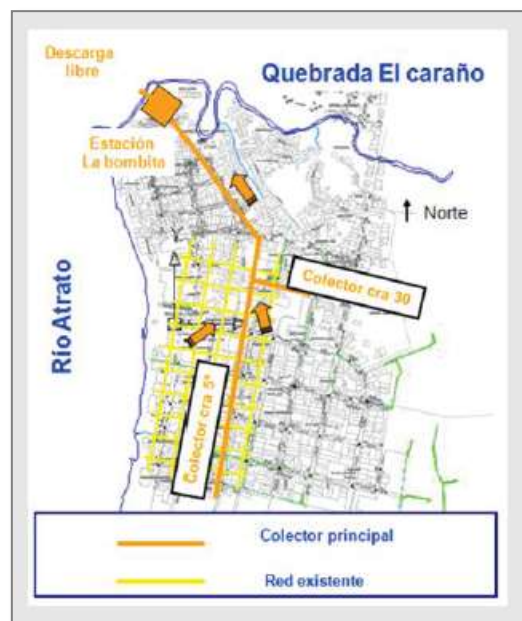 Descarga
libre
Quebrada El caraño
Estación
La bombita
Norte
Colector cra 30
Río Atrato
Colector cra 5ª
Colector principal
Red existente